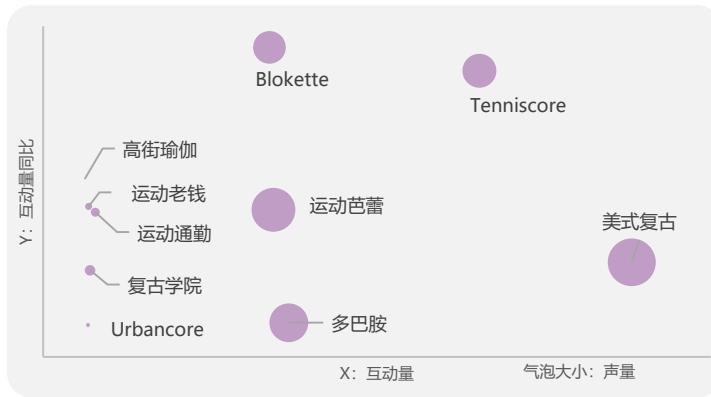 Blokette
Tenniscore
高街瑜伽
运动老钱
运动通勤
运动芭蕾
美式复古
复古学院
Urbancore
多巴胺
Y：互动量同比
X：互动量
气泡大小：声量